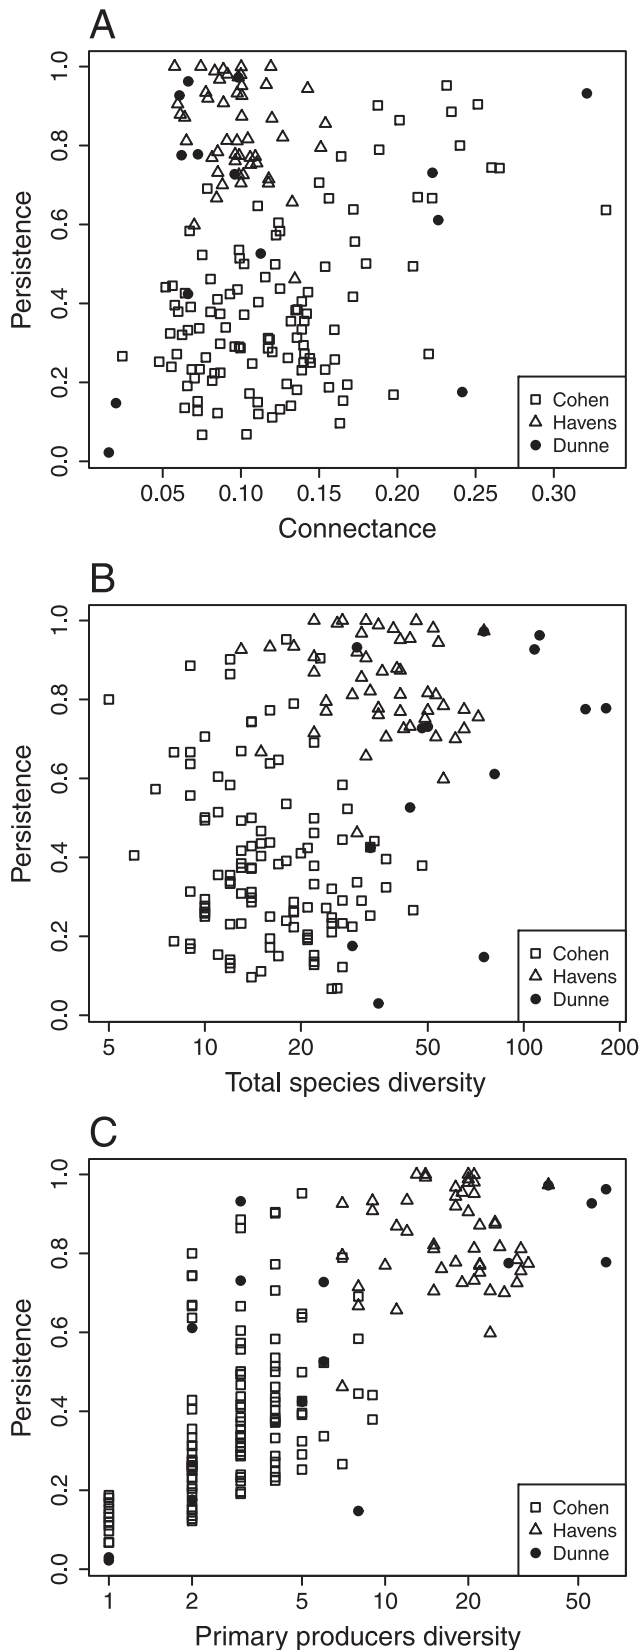 A
Persistence
0.0 0.2 0.4 0.6 0.8 1.0
Cohen
Havens
Dunne
0.05 0.10 0.15 0.20 0.25 0.30
Connectance
B
Persistence
0.0 0.2 0.4 0.6 0.8 1.0
Cohen
Havens
Dunne
5 10 20 50 100 200
Total species diversity
C
Persistence
0.0 0.2 0.4 0.6 0.8 1.0
Cohen
Havens
Dunne
1 2 5 10 20 50
Primary producers diversity